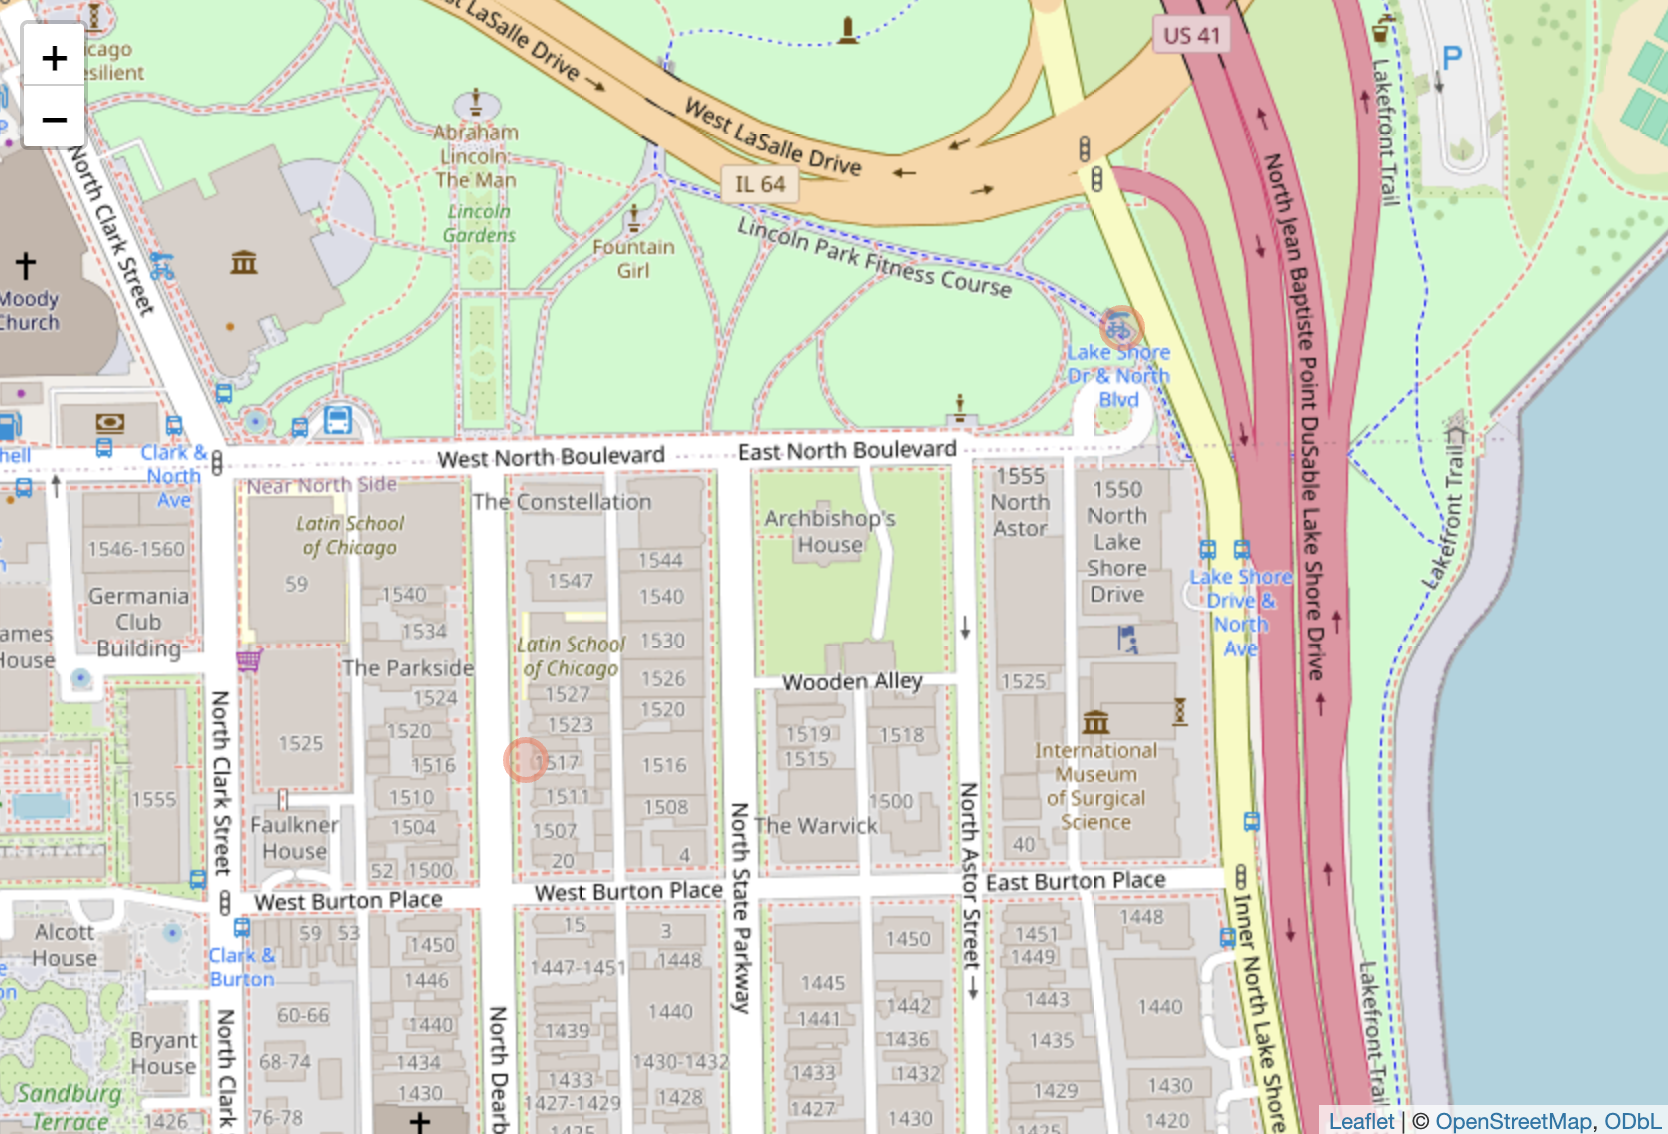 +
−
icago
esilient
North Clark Street
Moody
Church
Abraham
Lincoln:
The Man
Lincoln
Gardens
Fountain
Girl
st LaSalle Drive
West LaSalle Drive
IL 64
US 41
P
Lakefront Trail
Lincoln Park Fitness Course
North Jean Baptiste Point DuSable Lake Shore Drive
Lake Shore
Dr & North
Blvd
hell
Clark &
North
Ave
West North Boulevard
East North Boulevard
Near North Side
The Constellation
Latin School
of Chicago
59
1546-1560
Germania
Club
Building
ames
House
1540
1534
The Parkside
1524
1520
1516
1510
1504
52
1500
1525
Faulkner
House
1555
North Clark Street
1547
Latin School
of Chicago
1527
1523
1517
1511
1507
20
1544
1540
1530
1526
1520
1516
1508
4
Archbishop's
House
Wooden Alley
1519
1515
1518
1500
The Warvick
North State Parkway
North Astor Street
1555
North
Astor
1550
North
Lake
Shore
Drive
1525
International
Museum
of Surgical
Science
40
Lake Shore
Drive &
North
Ave
Lakefront Trail
West Burton Place
West Burton Place
East Burton Place
Alcott
House
Clark &
Burton
on
Bryant
House
Sandburg
Terrace
1426
North Clark
59
53
60-66
68-74
76-78
1450
1446
1440
1434
1430
North Dearb
15
1447-1451
1439
1433
1427-1429
1425
3
1448
1440
1430-1432
1428
1445
1441
1433
1427
1450
1442
1436
1432
1430
1451
1449
1443
1435
1429
1425
1448
1440
1430
1420
Inner North Lake Shore
Lakefront Trail
Leaflet | © OpenStreetMap, ODbL